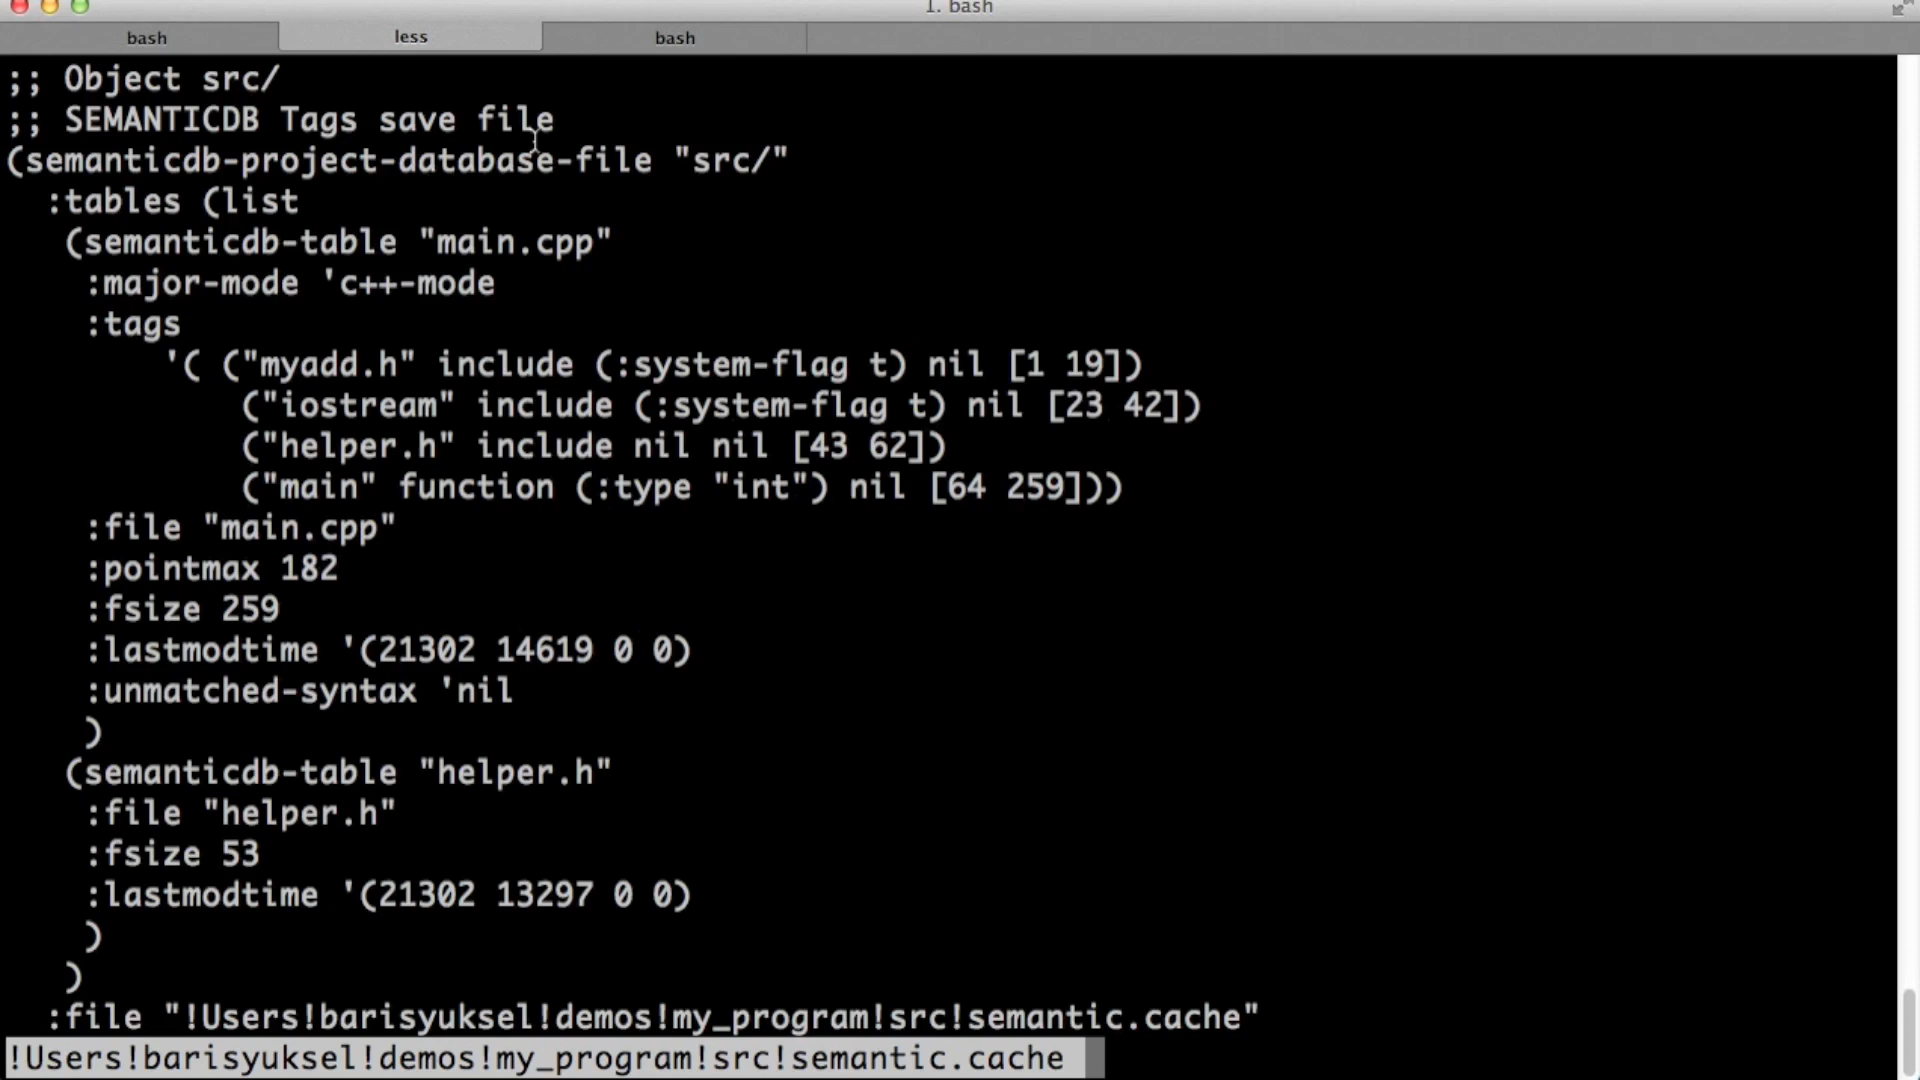 1. bash
bash less bash
;; Object src/
;; SEMANTICDB Tags save file
(semanticdb-project-database-file "src/"
:tables (list
(semanticdb-table "main.cpp"
:major-mode 'c++-mode
:tags
'( ("myadd.h" include (:system-flag t) nil [1 19])
("iostream" include (:system-flag t) nil [23 42])
("helper.h" include nil nil [43 62])
("main" function (:type "int") nil [64 259]))
:file "main.cpp"
:pointmax 182
:fsize 259
:lastmodtime '(21302 14619 0 0)
:unmatched-syntax 'nil
)
(semanticdb-table "helper.h"
:file "helper.h"
:fsize 53
:lastmodtime '(21302 13297 0 0)
)
)
:file "!Users!barisyuksel!demos!my_program!src!semantic.cache"
!Users!barisyuksel!demos!my_program!src!semantic.cache